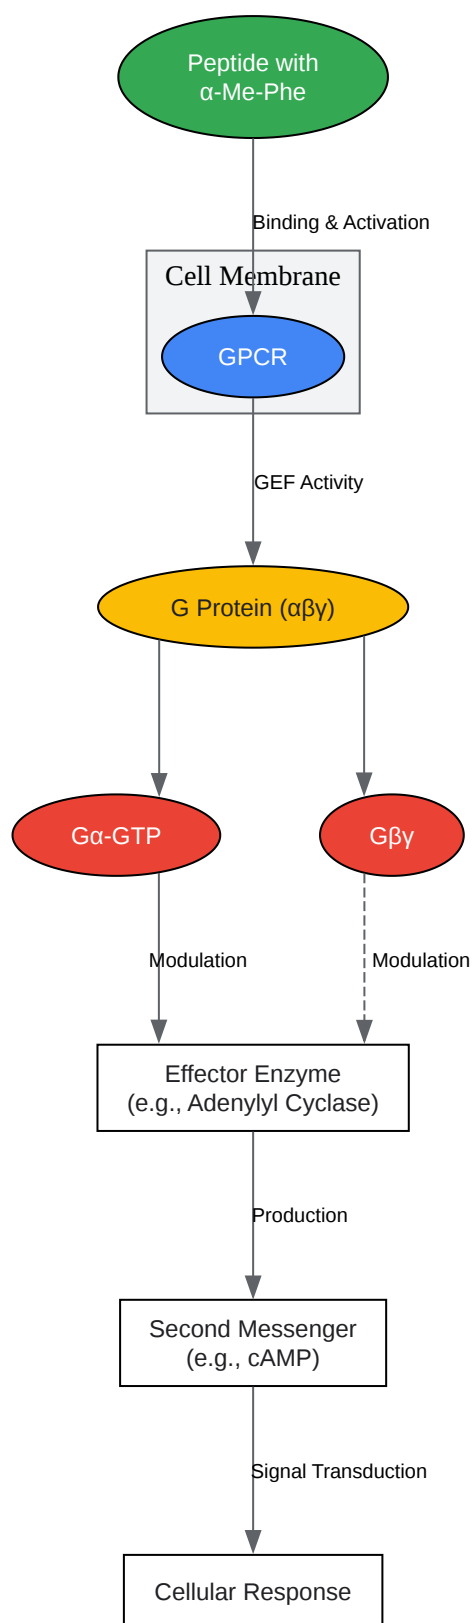 Peptide with
α-Me-Phe
Binding & Activation
Cell Membrane
GPCR
GEF Activity
G Protein (αβγ)
Gα-GTP
Gβγ
Modulation
Modulation
Effector Enzyme
(e.g., Adenylyl Cyclase)
Production
Second Messenger
(e.g., cAMP)
Signal Transduction
Cellular Response